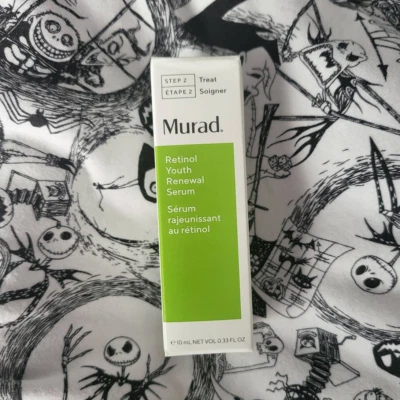 STEP 2 Treat
ÉTAPE 2 Soigner
Murad.
Retinol
Youth
Renewal
Serum
Sérum
rajeunissant
au rétinol
℮ 10 mL NET VOL 0.33 FL OZ